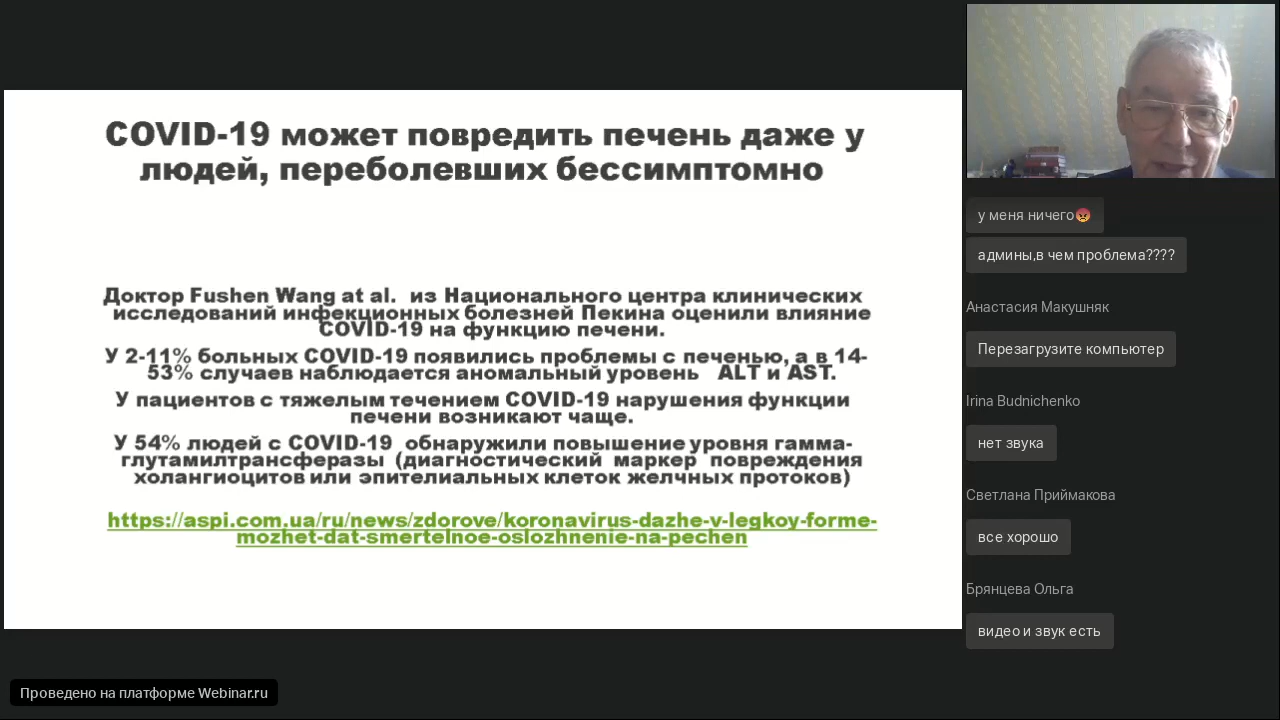 COVID-19 может повредить печень даже у
людей, переболевших бессимптомно
Доктор Fushen Wang at al. из Национального центра клинических
исследований инфекционных болезней Пекина оценили влияние
COVID-19 на функцию печени.
У 2-11% больных COVID-19 появились проблемы с печенью, а в 14-
53% случаев наблюдается аномальный уровень ALT и AST.
У пациентов с тяжелым течением COVID-19 нарушения функции
печени возникают чаще.
У 54% людей с COVID-19 обнаружили повышение уровня гамма-
глутамилтрансферазы (диагностический маркер повреждения
холангиоцитов или эпителиальных клеток желчных протоков)
https://aspi.com.ua/ru/news/zdorove/koronavirus-dazhe-v-legkoy-forme-
mozhet-dat-smertelnoe-oslozhnenie-na-pechen
у меня ничего😡
админы,в чем проблема????
Анастасия Макушняк
Перезагрузите компьютер
Irina Budnichenko
нет звука
Светлана Приймакова
все хорошо
Брянцева Ольга
видео и звук есть
Проведено на платформе Webinar.ru